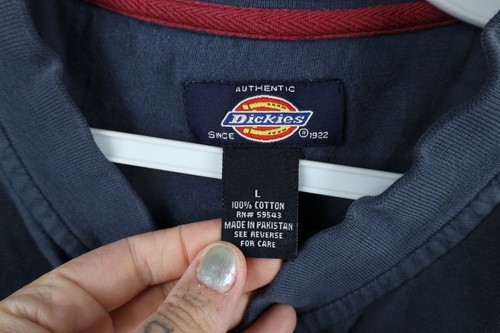 AUTHENTIC
Dickies
SINCE ® 1922
L
100% COTTON
RN# 59543
MADE IN PAKISTAN
SEE REVERSE
FOR CARE